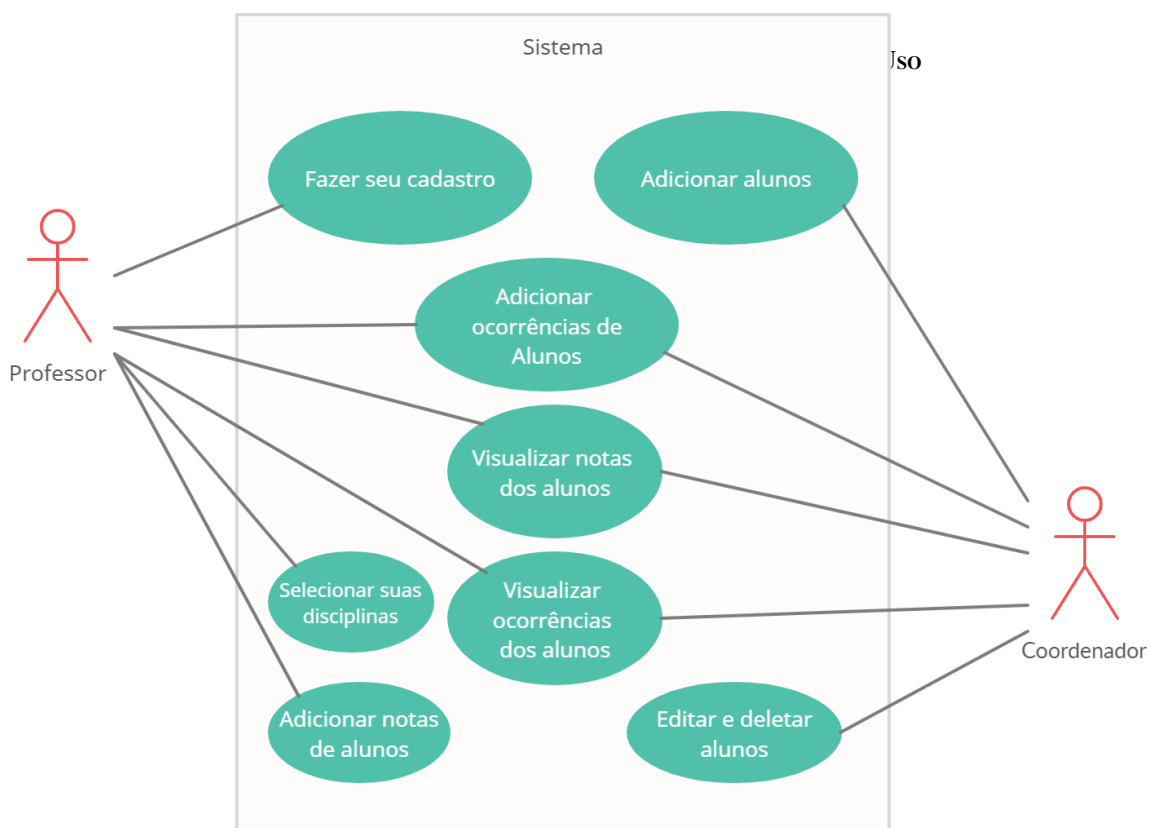 Sistema
Uso
Fazer seu cadastro
Adicionar alunos
Adicionar
ocorrências de
Alunos
Professor
Visualizar notas
dos alunos
Selecionar suas
disciplinas
Visualizar
ocorrências
dos alunos
Coordenador
Adicionar notas
de alunos
Editar e deletar
alunos